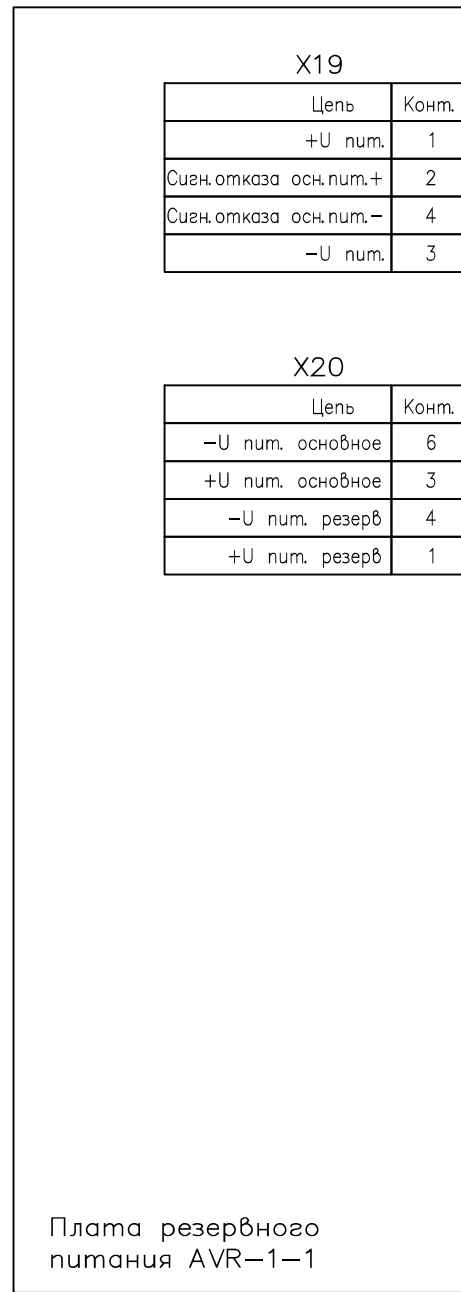 X19
Цепь Конт.
+U пит. 1
Сигн.отказа осн.пит.+ 2
Сигн.отказа осн.пит.− 4
−U пит. 3
X20
Цепь Конт.
−U пит. основное 6
+U пит. основное 3
−U пит. резерв 4
+U пит. резерв 1
Плата резервного
питания AVR−1−1